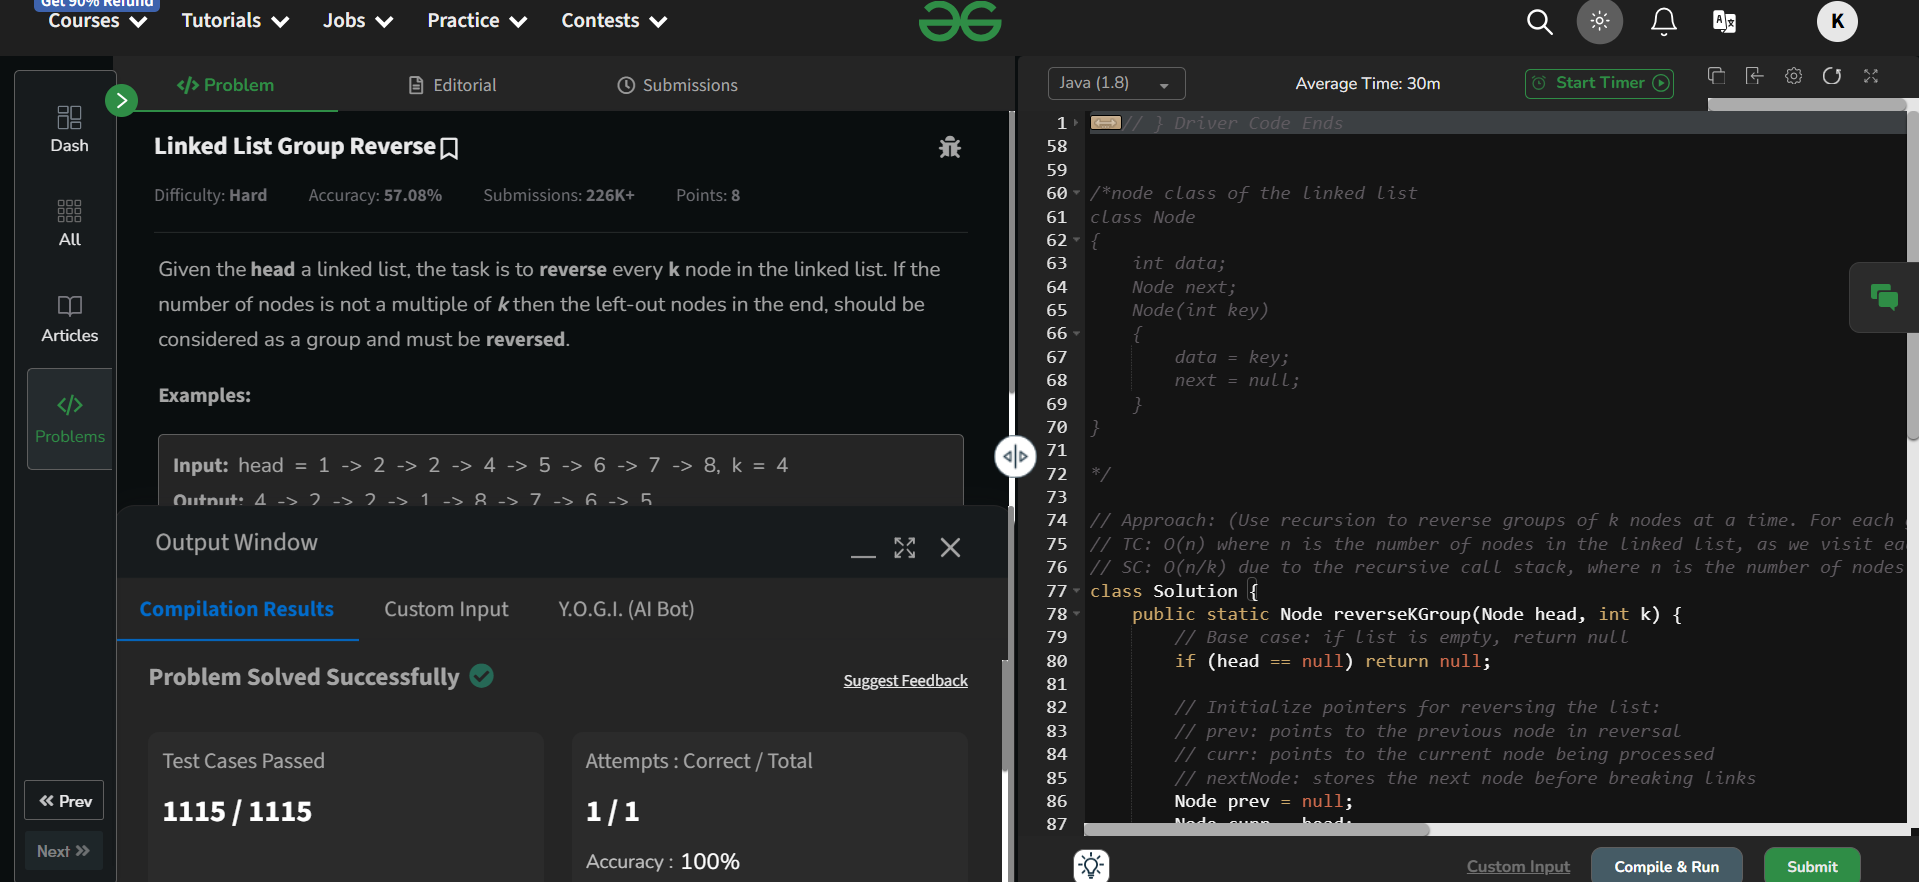 Get 90% Refund
Courses
Tutorials
Jobs
Practice
Contests
K
Dash
All
Articles
</> Problems
Prev
Next
</> Problem
Editorial
Submissions
Linked List Group Reverse
Difficulty: Hard Accuracy: 57.08% Submissions: 226K+ Points: 8
Given the head a linked list, the task is to reverse every k node in the linked list. If the
number of nodes is not a multiple of k then the left-out nodes in the end, should be
considered as a group and must be reversed.
Examples:
Input: head = 1 -> 2 -> 2 -> 4 -> 5 -> 6 -> 7 -> 8, k = 4
Output: 4 -> 2 -> 2 -> 1 -> 8 -> 7 -> 6 -> 5
Output Window
Compilation Results
Custom Input
Y.O.G.I. (AI Bot)
Problem Solved Successfully
Suggest Feedback
Test Cases Passed
1115 / 1115
Attempts : Correct / Total
1 / 1
Accuracy : 100%
Java (1.8)
Average Time: 30m
Start Timer
1 // } Driver Code Ends
58
59
60 /*node class of the linked list
61 class Node
62 {
63 int data;
64 Node next;
65 Node(int key)
66 {
67 data = key;
68 next = null;
69 }
70 }
71
72 */
73
74 // Approach: (Use recursion to reverse groups of k nodes at a time. For each
75 // TC: O(n) where n is the number of nodes in the linked list, as we visit ea
76 // SC: O(n/k) due to the recursive call stack, where n is the number of nodes
77 class Solution {
78 public static Node reverseKGroup(Node head, int k) {
79 // Base case: if list is empty, return null
80 if (head == null) return null;
81
82 // Initialize pointers for reversing the list:
83 // prev: points to the previous node in reversal
84 // curr: points to the current node being processed
85 // nextNode: stores the next node before breaking links
86 Node prev = null;
87 Node curr = head;
Custom Input
Compile & Run
Submit